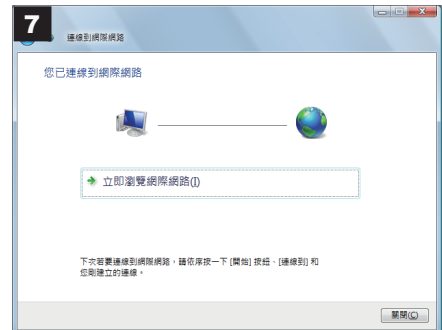 7
連線到網際網路
您已連線到網際網路
立即瀏覽網際網路(I)
下次若要連線到網際網路，請依序按一下 [開始] 按鈕、[連線到] 和
您剛建立的連線。
關閉(C)